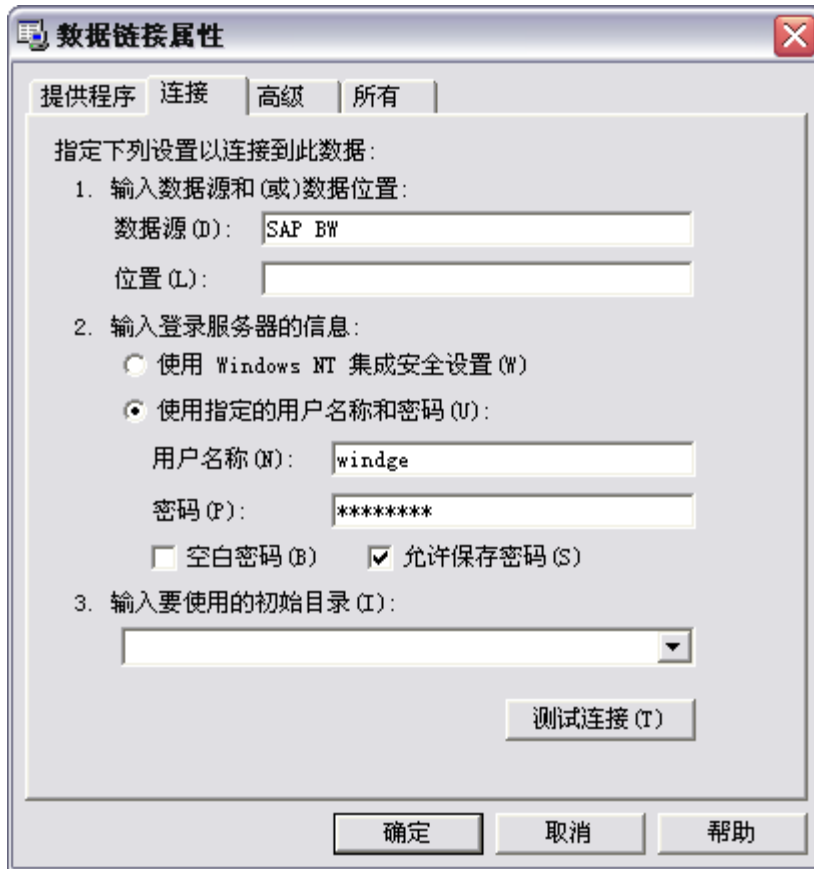 数据链接属性
提供程序 连接 高级 所有
指定下列设置以连接到此数据:
1. 输入数据源和(或)数据位置:
数据源(D): SAP BW
位置(L):
2. 输入登录服务器的信息:
使用 Windows NT 集成安全设置(W)
使用指定的用户名称和密码(U):
用户名称(N): windge
密码(P): ********
空白密码(B) 允许保存密码(S)
3. 输入要使用的初始目录(I):
测试连接(T)
确定 取消 帮助